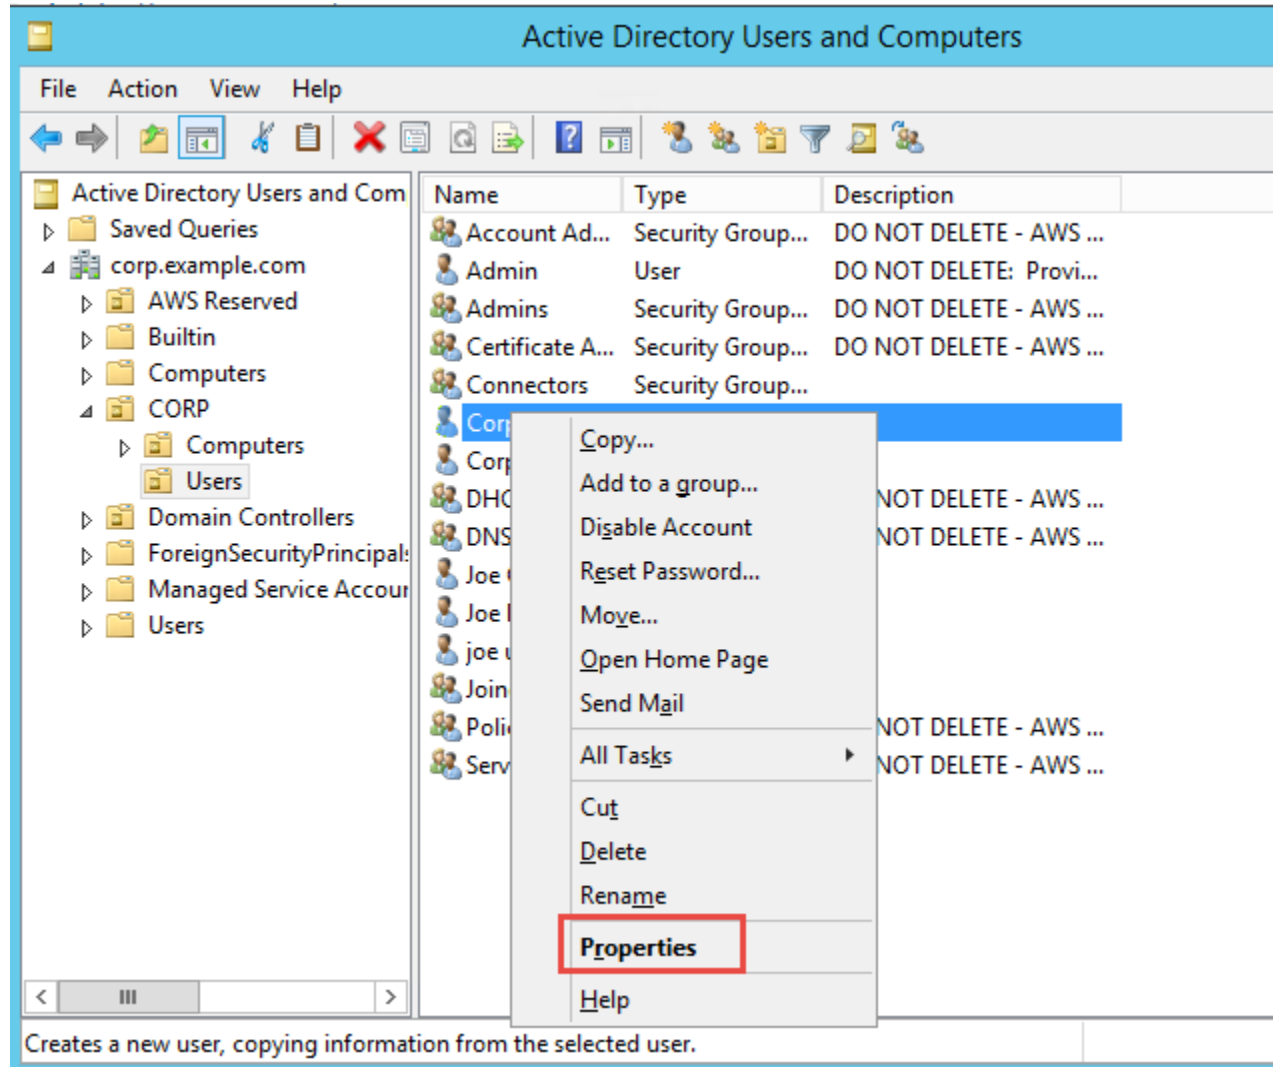 Active Directory Users and Computers
File Action View Help
Active Directory Users and Com
Saved Queries
corp.example.com
AWS Reserved
Builtin
Computers
CORP
Computers
Users
Domain Controllers
ForeignSecurityPrincipal
Managed Service Accour
Users
Name Type Description
Account Ad... Security Group... DO NOT DELETE - AWS ...
Admin User DO NOT DELETE: Provi...
Admins Security Group... DO NOT DELETE - AWS ...
Certificate A... Security Group... DO NOT DELETE - AWS ...
Connectors Security Group...
Corp
Corp
DHC NOT DELETE - AWS ...
DNS NOT DELETE - AWS ...
Joe
Joe
joe u
Join
Poli NOT DELETE - AWS ...
Serv NOT DELETE - AWS ...
Copy...
Add to a group...
Disable Account
Reset Password...
Move...
Open Home Page
Send Mail
All Tasks
Cut
Delete
Rename
Properties
Help
Creates a new user, copying information from the selected user.